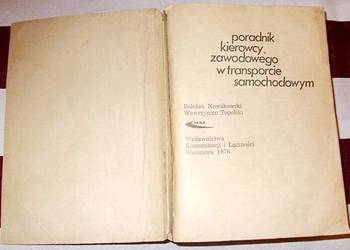 poradnik
kierowcy
zawodowego
w transporcie
samochodowym
Bohdan Nowakowski
Wawrzyniec Topolski
Wydawnictwa
Komunikacji i Łączności
Warszawa 1976